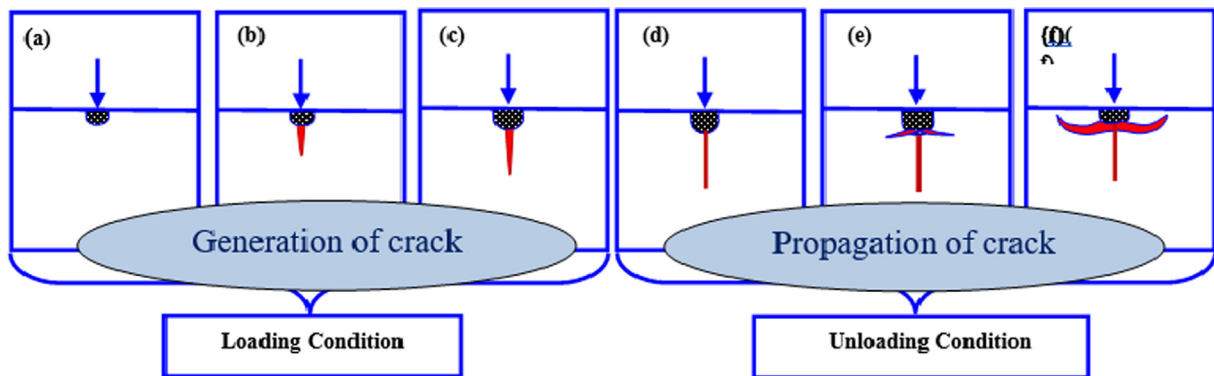 (a)
(b)
(c)
(d)
(e)
(f)(
Generation of crack
Propagation of crack
Loading Condition
Unloading Condition